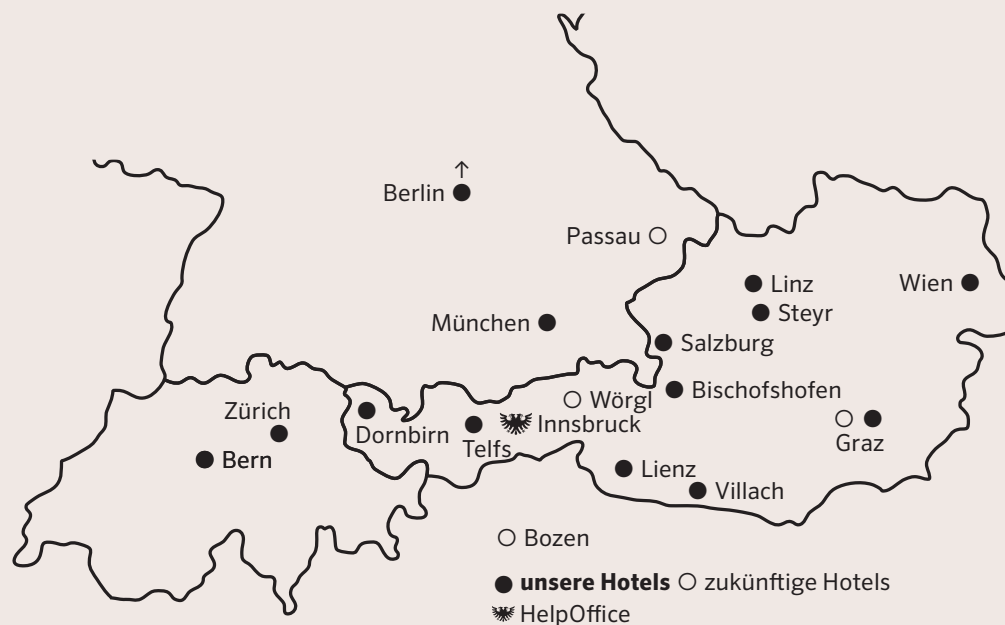 ↑
Berlin
Passau
Linz
Wien
Steyr
München
Salzburg
Bischofshofen
Wörgl
Zürich
Innsbruck
Dornbirn
Graz
Telfs
Bern
Lienz
Villach
Bozen
unsere Hotels zukünftige Hotels
HelpOffice